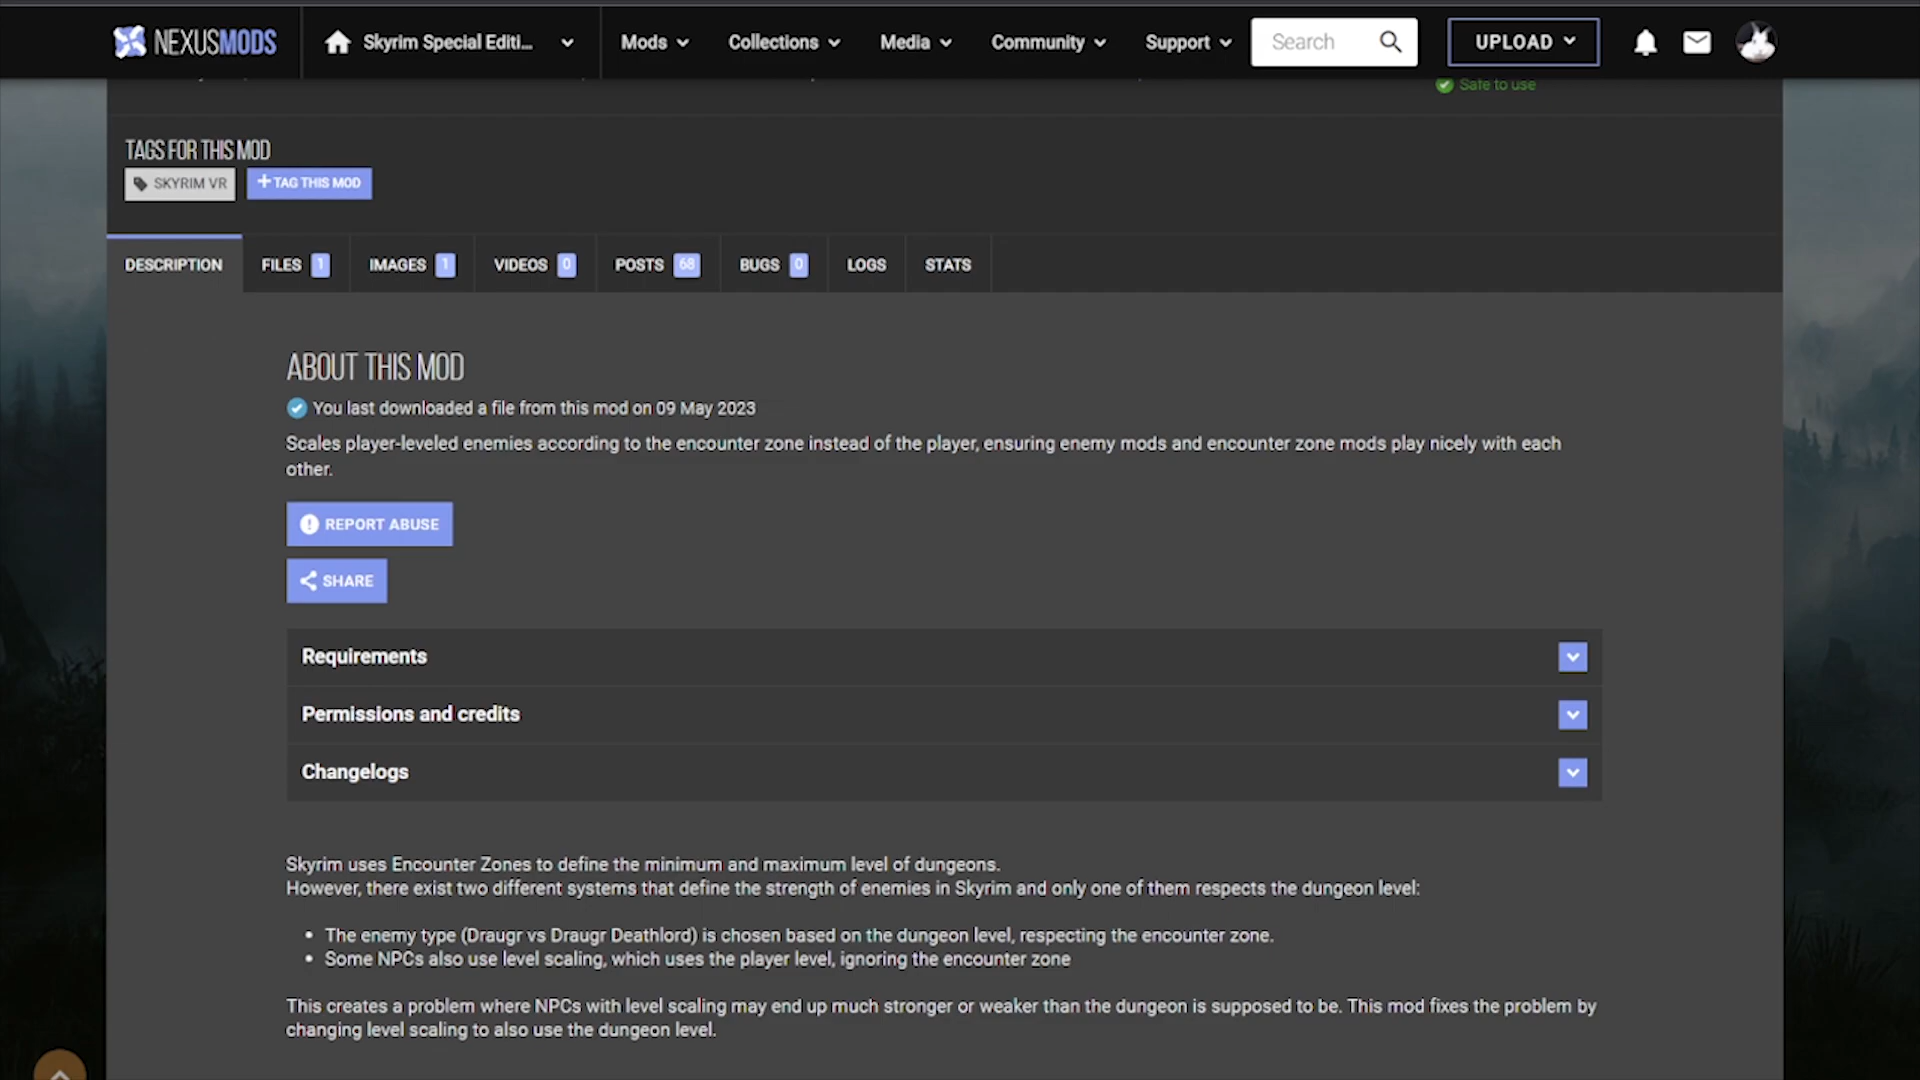 NEXUSMODS
Skyrim Special Editi...
Mods
Collections
Media
Community
Support
Search
UPLOAD
Safe to use
TAGS FOR THIS MOD
SKYRIM VR
+TAG THIS MOD
DESCRIPTION
FILES 1
IMAGES 1
VIDEOS 0
POSTS 68
BUGS 0
LOGS
STATS
ABOUT THIS MOD
You last downloaded a file from this mod on 09 May 2023
Scales player-leveled enemies according to the encounter zone instead of the player, ensuring enemy mods and encounter zone mods play nicely with each
other.
REPORT ABUSE
SHARE
Requirements
Permissions and credits
Changelogs
Skyrim uses Encounter Zones to define the minimum and maximum level of dungeons.
However, there exist two different systems that define the strength of enemies in Skyrim and only one of them respects the dungeon level:
• The enemy type (Draugr vs Draugr Deathlord) is chosen based on the dungeon level, respecting the encounter zone.
• Some NPCs also use level scaling, which uses the player level, ignoring the encounter zone
This creates a problem where NPCs with level scaling may end up much stronger or weaker than the dungeon is supposed to be. This mod fixes the problem by
changing level scaling to also use the dungeon level.